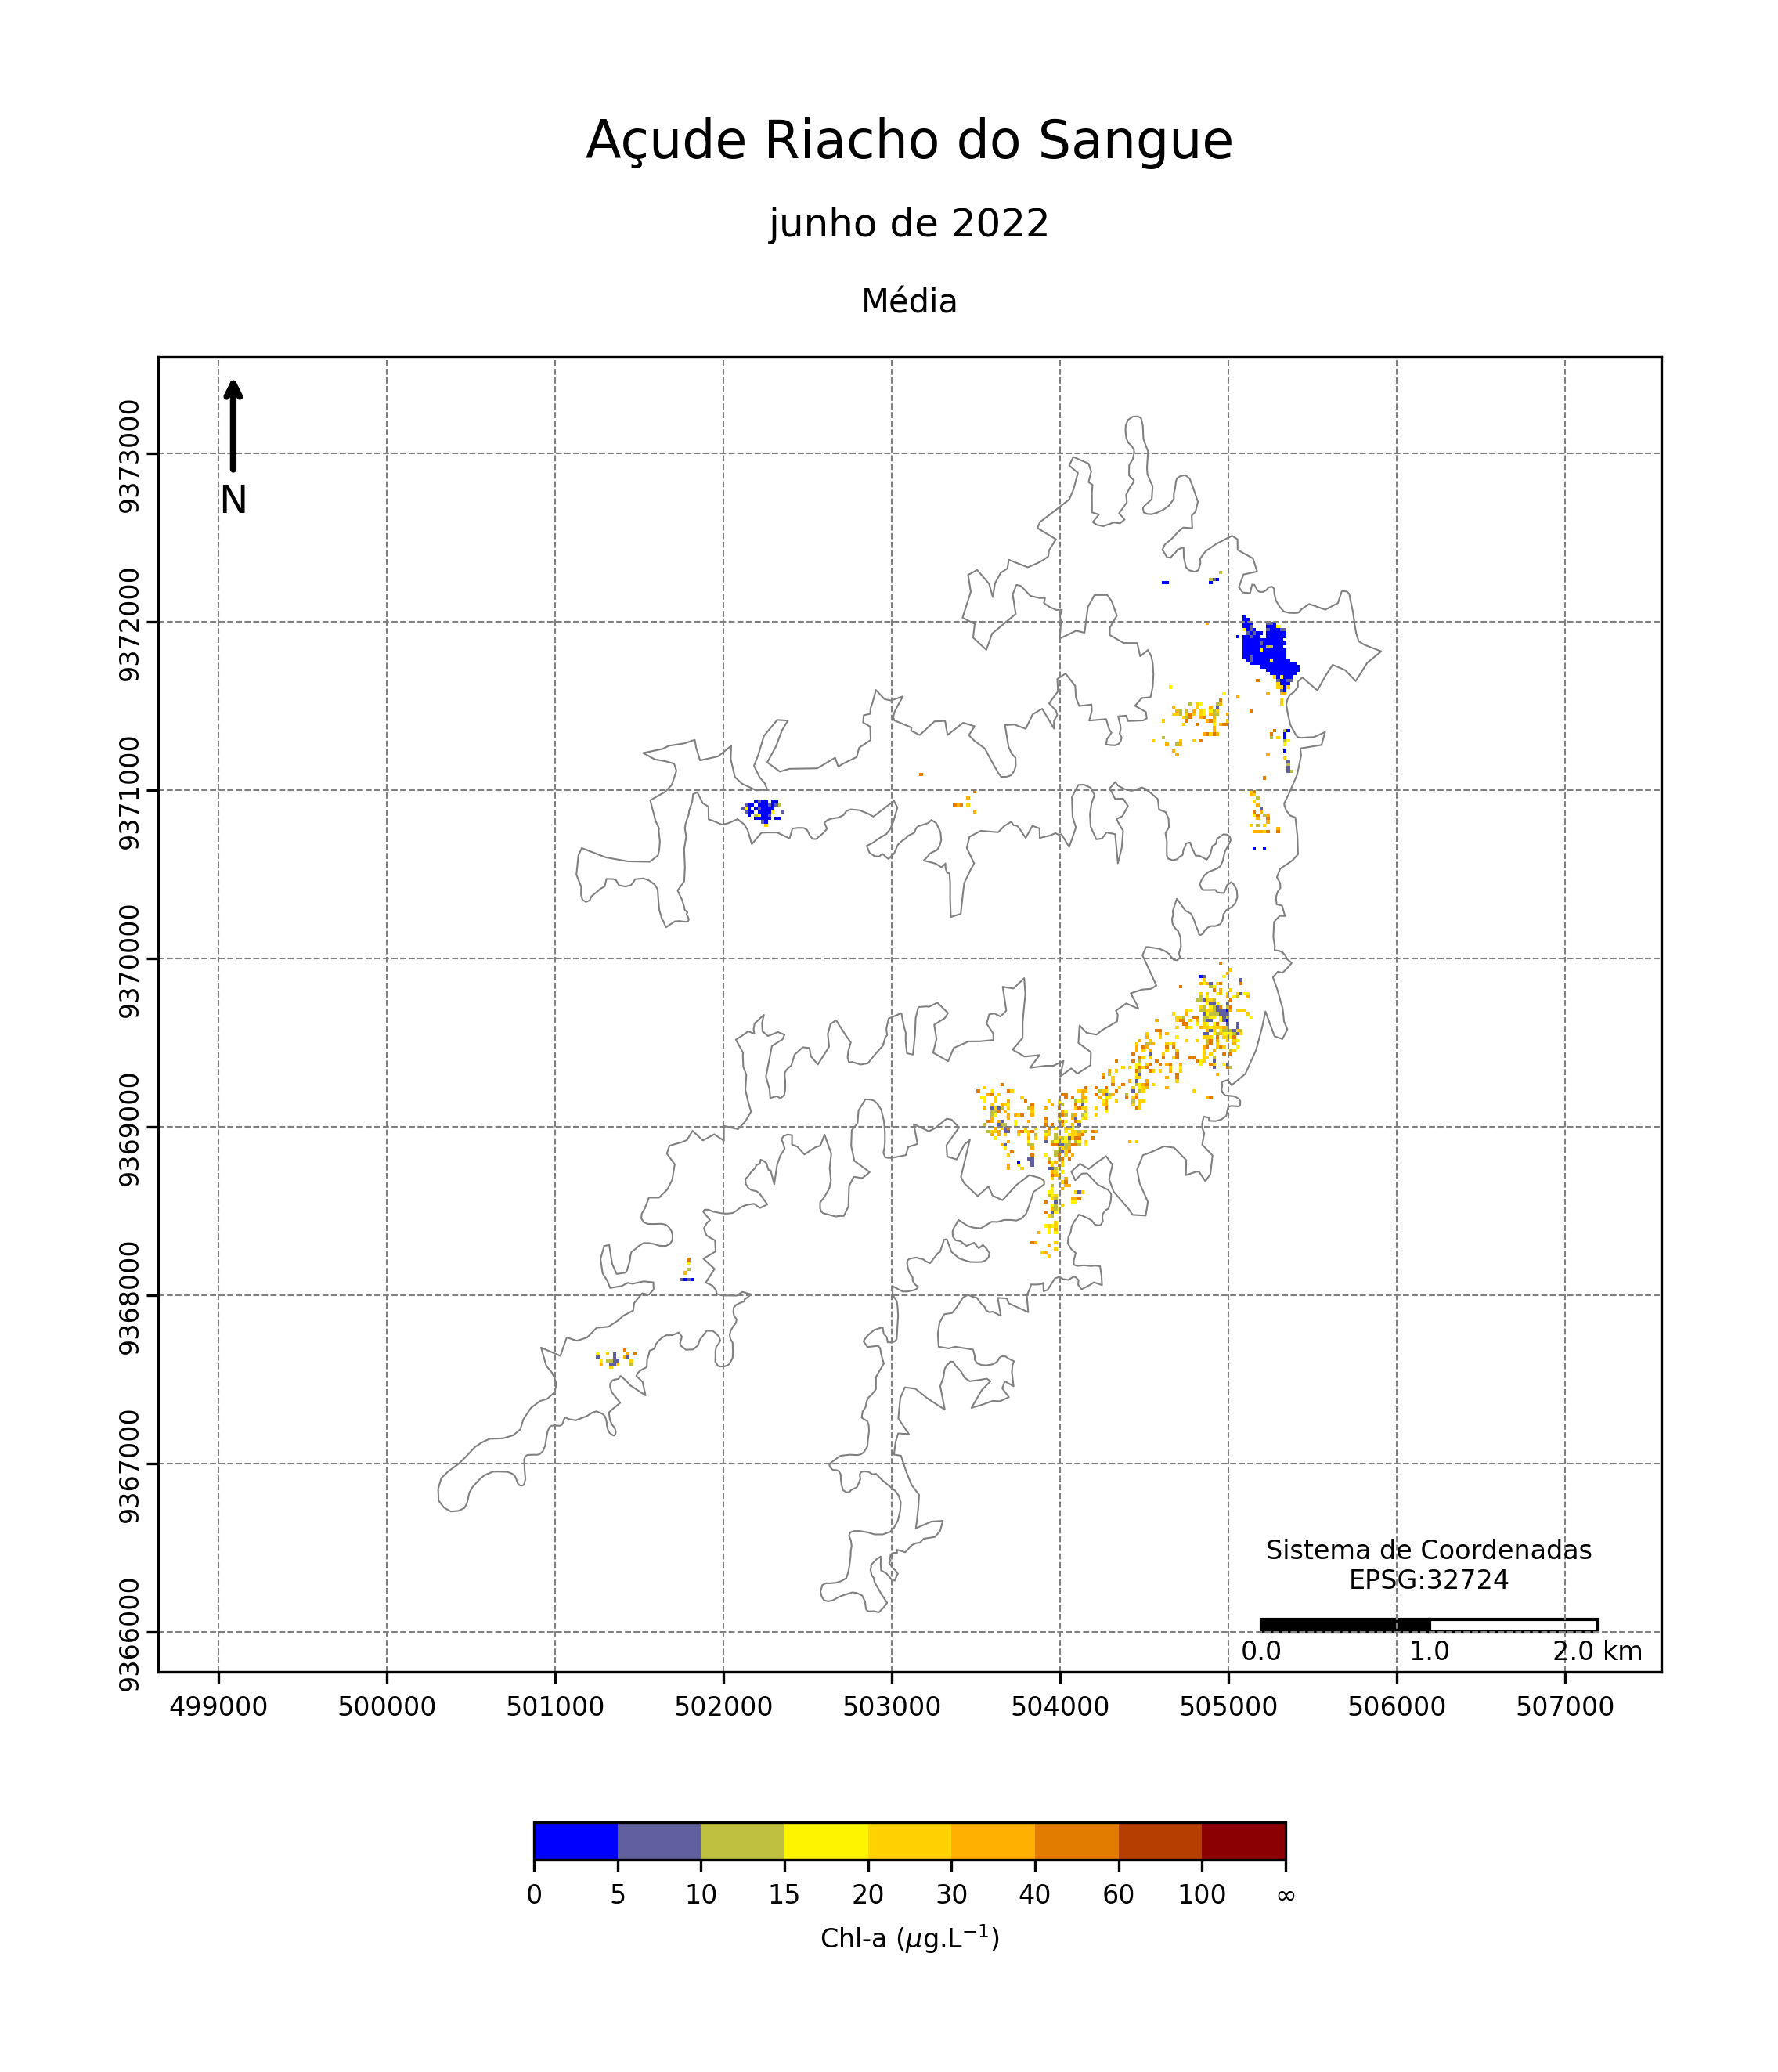 Açude Riacho do Sangue
junho de 2022
Média
N
9373000
9372000
9371000
9370000
9369000
9368000
9367000
9366000
Sistema de Coordenadas
EPSG:32724
0.0 1.0 2.0 km
499000 500000 501000 502000 503000 504000 505000 506000 507000
0 5 10 15 20 30 40 60 100 ∞
Chl-a (μg.L⁻¹)